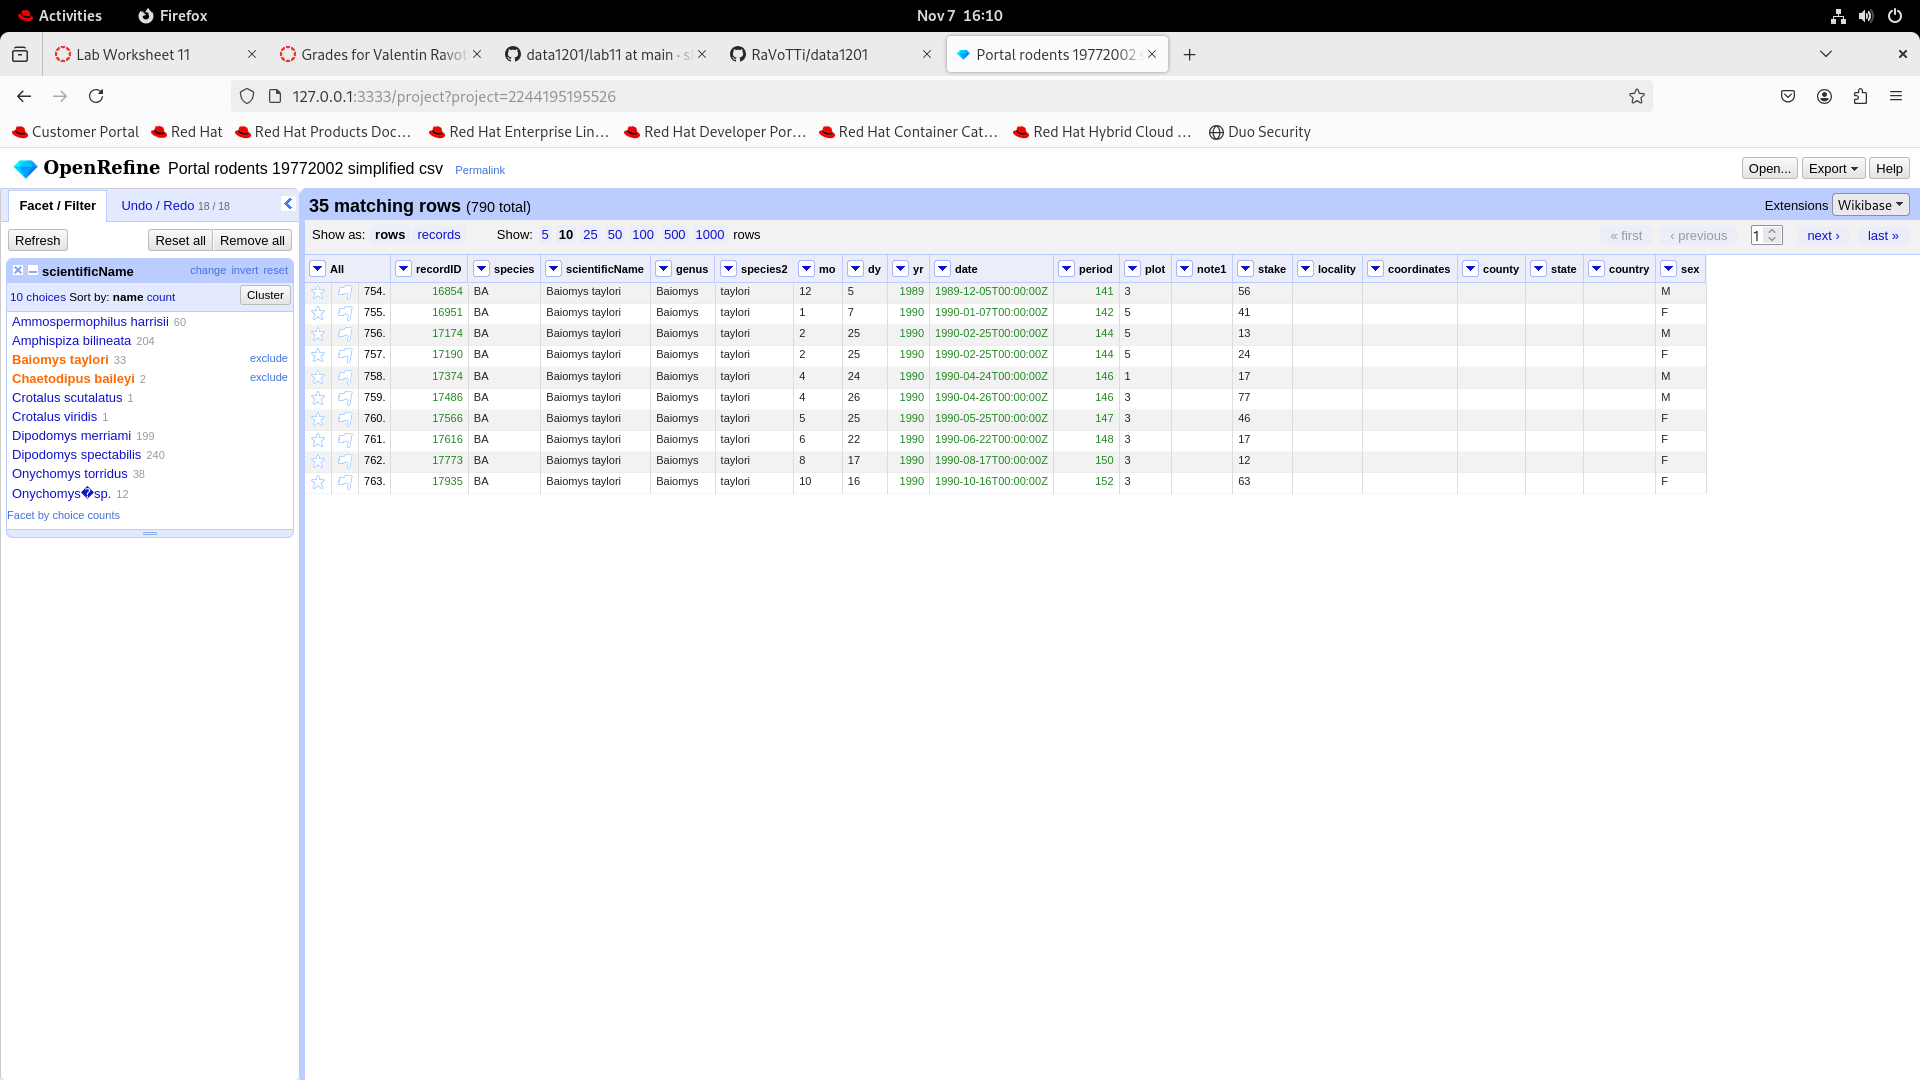 Activities Firefox Nov 7 16:10
Lab Worksheet 11 Grades for Valentin Ravot data1201/lab11 at main · s RaVoTTi/data1201 Portal rodents 19772002 s
127.0.0.1:3333/project?project=2244195195526
Customer Portal Red Hat Red Hat Products Doc… Red Hat Enterprise Lin… Red Hat Developer Por… Red Hat Container Cat… Red Hat Hybrid Cloud … Duo Security
OpenRefine Portal rodents 19772002 simplified csv Permalink Open... Export Help
Facet / Filter Undo / Redo 18 / 18
Refresh Reset all Remove all
scientificName change invert reset
10 choices Sort by: name count Cluster
Ammospermophilus harrisii 60
Amphispiza bilineata 204
Baiomys taylori 33 exclude
Chaetodipus baileyi 2 exclude
Crotalus scutalatus 1
Crotalus viridis 1
Dipodomys merriami 199
Dipodomys spectabilis 240
Onychomys torridus 38
Onychomys�sp. 12
Facet by choice counts
35 matching rows (790 total) Extensions Wikibase
Show as: rows records Show: 5 10 25 50 100 500 1000 rows « first ‹ previous 1 next › last »
All recordID species scientificName genus species2 mo dy yr date period plot note1 stake locality coordinates county state country sex
754. 16854 BA Baiomys taylori Baiomys taylori 12 5 1989 1989-12-05T00:00:00Z 141 3 56 M
755. 16951 BA Baiomys taylori Baiomys taylori 1 7 1990 1990-01-07T00:00:00Z 142 5 41 F
756. 17174 BA Baiomys taylori Baiomys taylori 2 25 1990 1990-02-25T00:00:00Z 144 5 13 M
757. 17190 BA Baiomys taylori Baiomys taylori 2 25 1990 1990-02-25T00:00:00Z 144 5 24 F
758. 17374 BA Baiomys taylori Baiomys taylori 4 24 1990 1990-04-24T00:00:00Z 146 1 17 M
759. 17486 BA Baiomys taylori Baiomys taylori 4 26 1990 1990-04-26T00:00:00Z 146 3 77 M
760. 17566 BA Baiomys taylori Baiomys taylori 5 25 1990 1990-05-25T00:00:00Z 147 3 46 F
761. 17616 BA Baiomys taylori Baiomys taylori 6 22 1990 1990-06-22T00:00:00Z 148 3 17 F
762. 17773 BA Baiomys taylori Baiomys taylori 8 17 1990 1990-08-17T00:00:00Z 150 3 12 F
763. 17935 BA Baiomys taylori Baiomys taylori 10 16 1990 1990-10-16T00:00:00Z 152 3 63 F